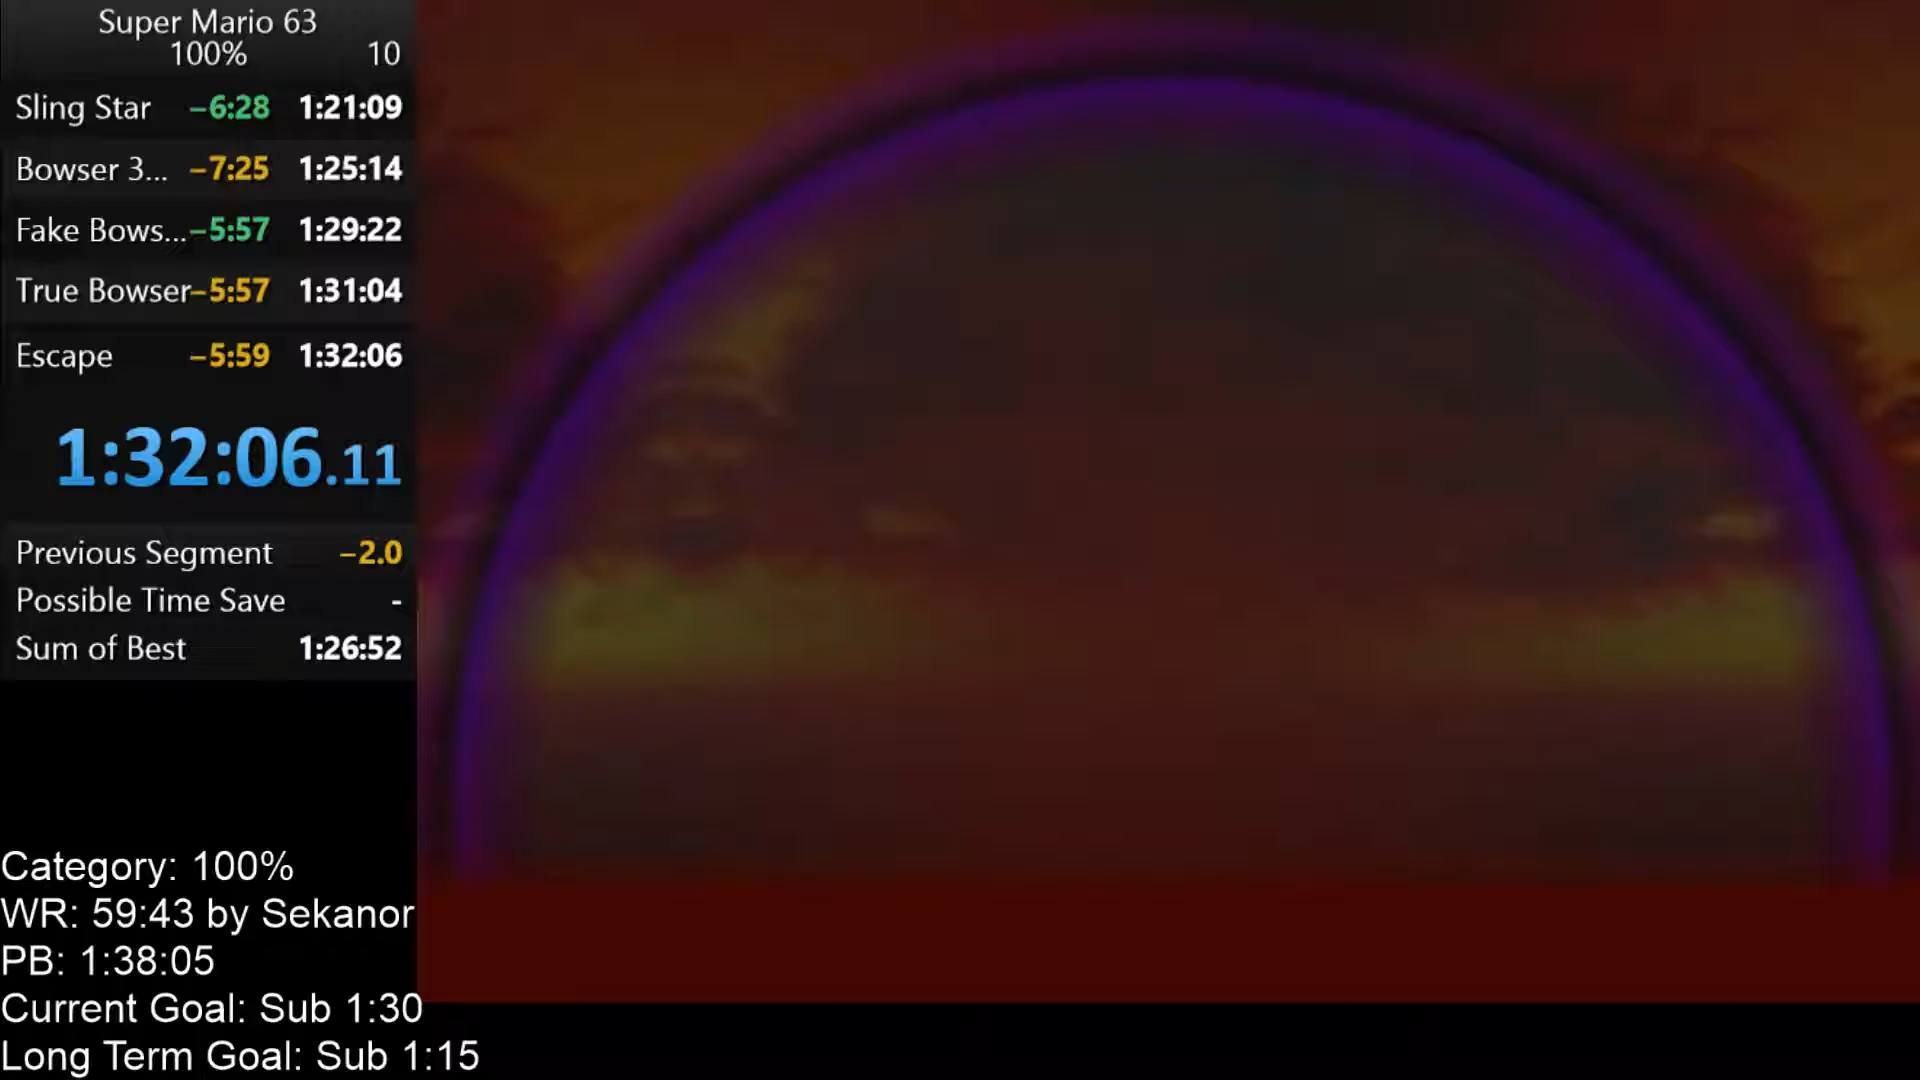 Super Mario 63
100% 10
Sling Star −6:28 1:21:09
Bowser 3... −7:25 1:25:14
Fake Bows... −5:57 1:29:22
True Bowser −5:57 1:31:04
Escape −5:59 1:32:06
1:32:06.11
Previous Segment −2.0
Possible Time Save -
Sum of Best 1:26:52
Category: 100%
WR: 59:43 by Sekanor
PB: 1:38:05
Current Goal: Sub 1:30
Long Term Goal: Sub 1:15